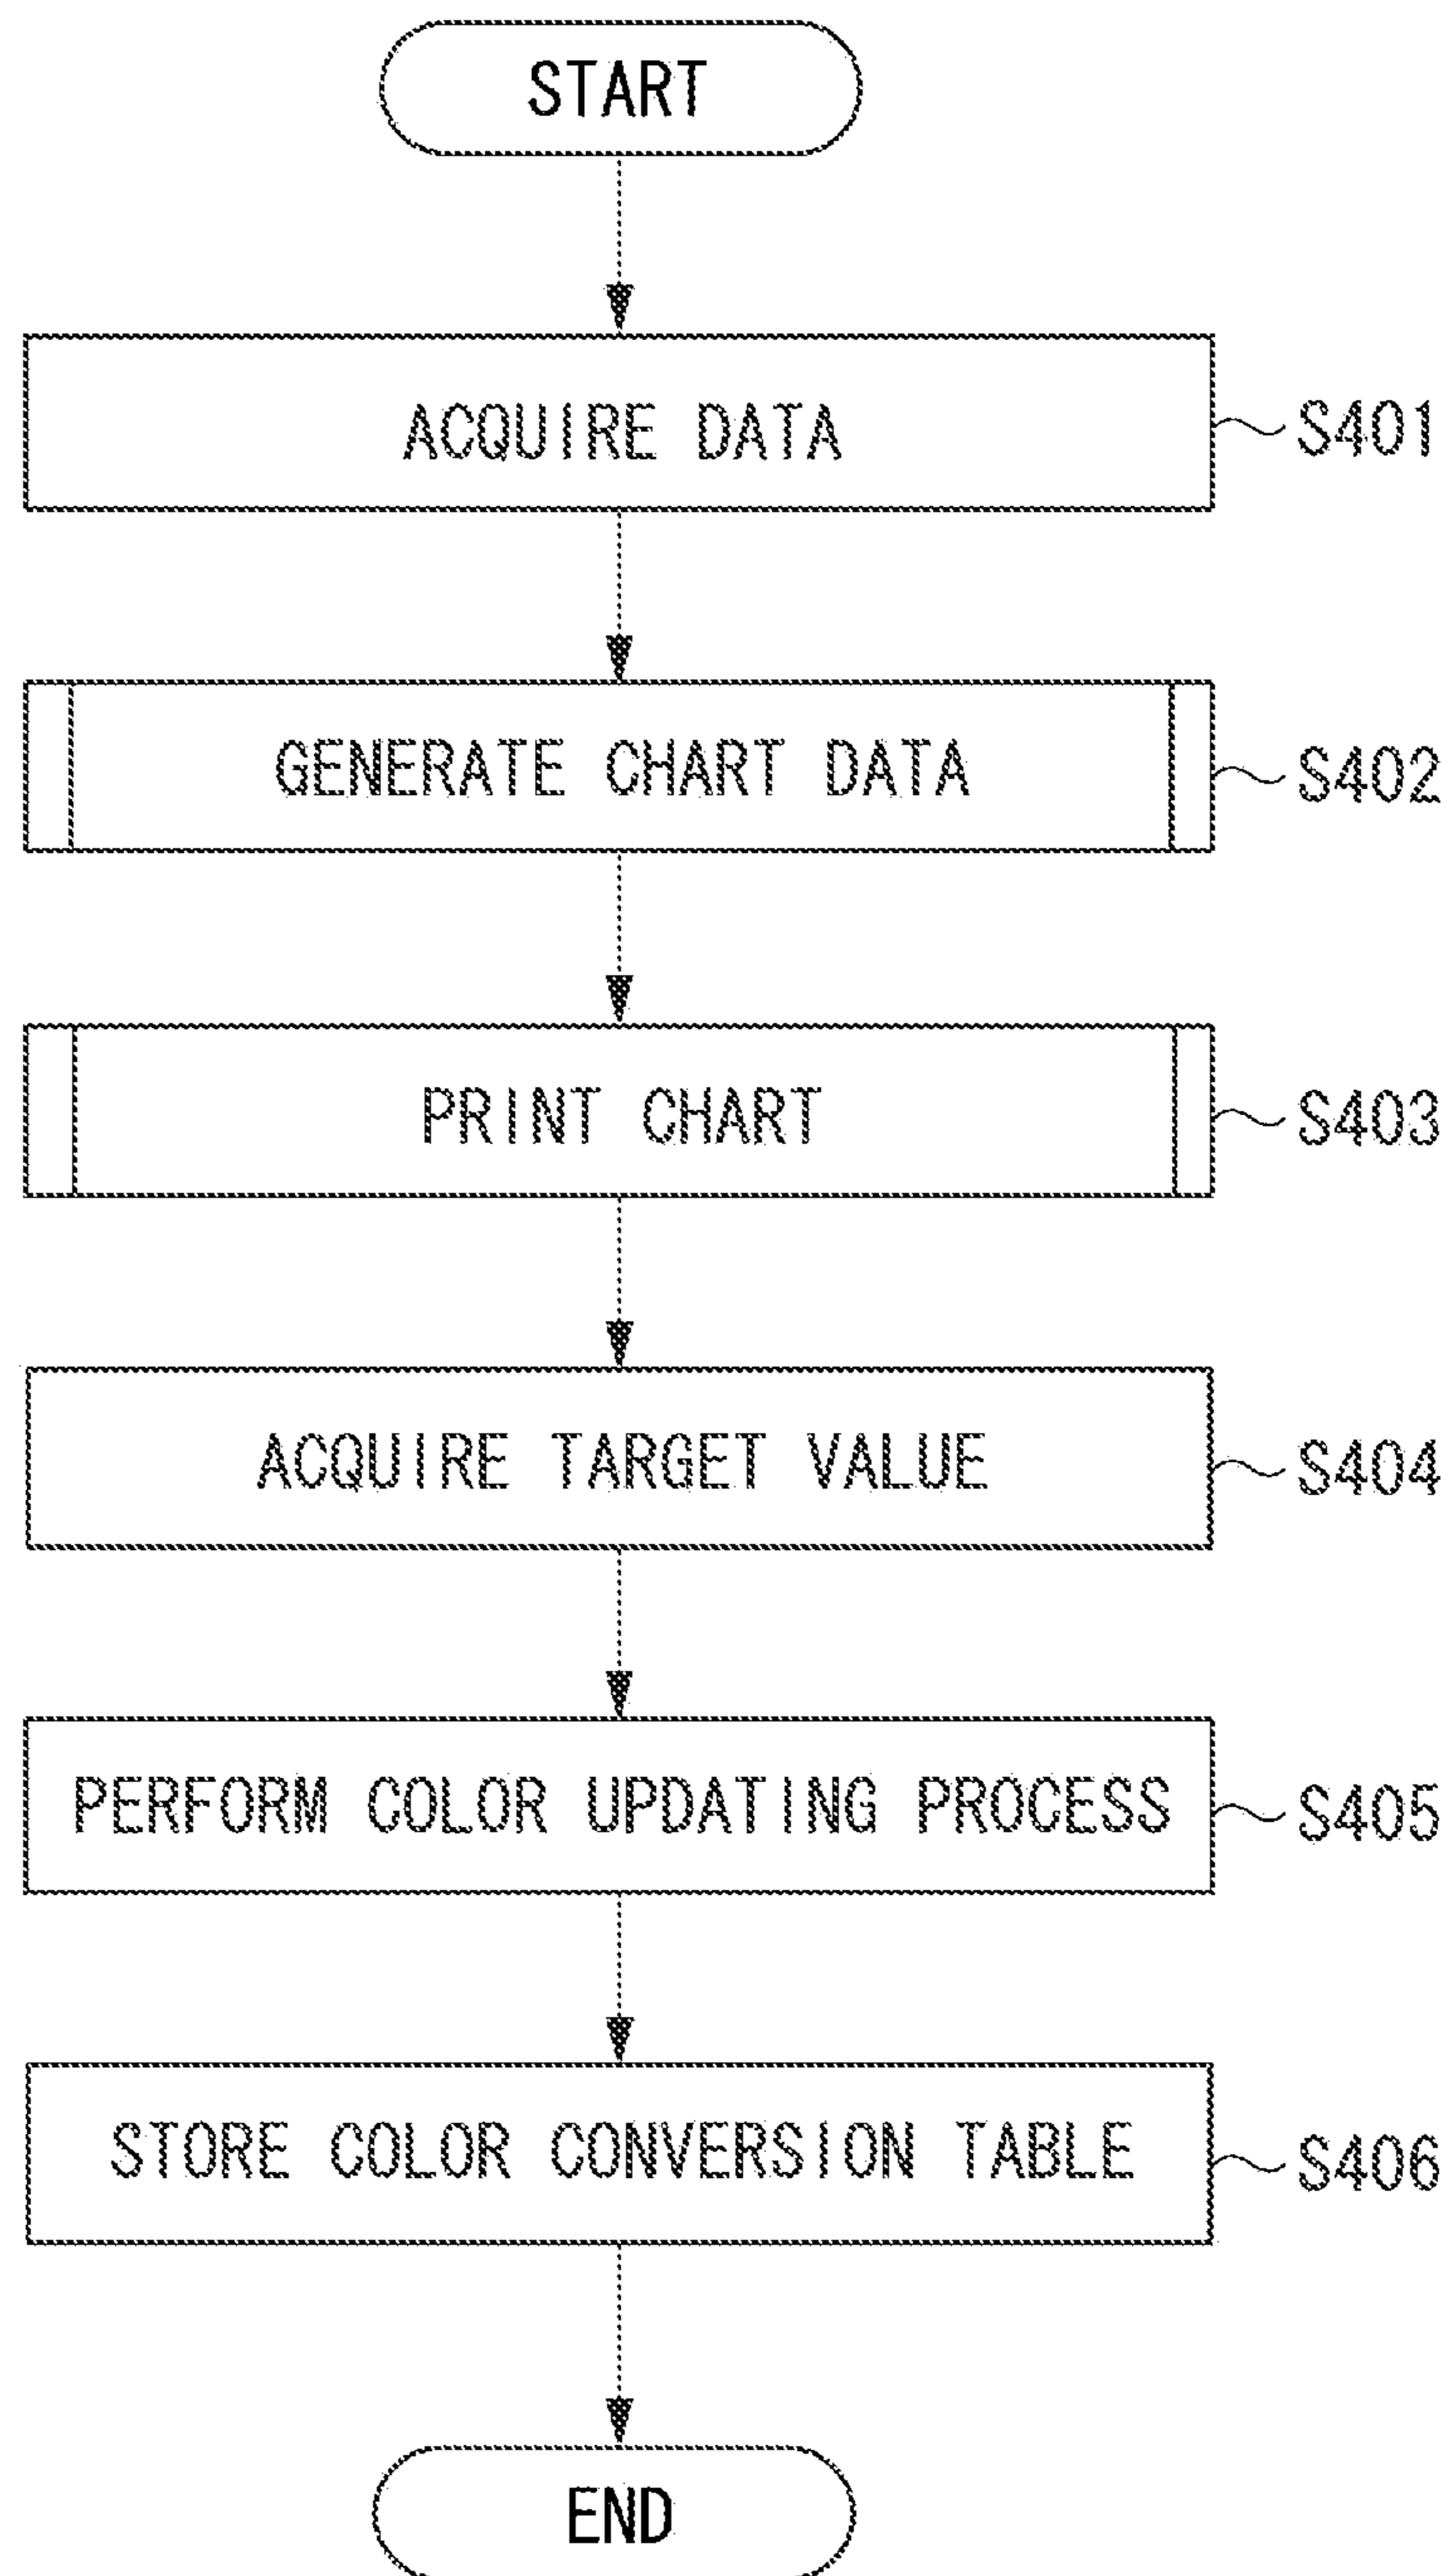 START
ACQUIRE DATA
S401
GENERATE CHART DATA
S402
PRINT CHART
S403
ACQUIRE TARGET VALUE
S404
PERFORM COLOR UPDATING PROCESS
S405
STORE COLOR CONVERSION TABLE
S406
END